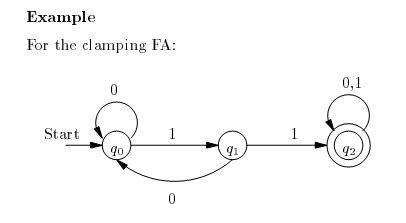 Example
For the clamping FA:
0
0,1
Start
1
1
q0
q1
q2
0